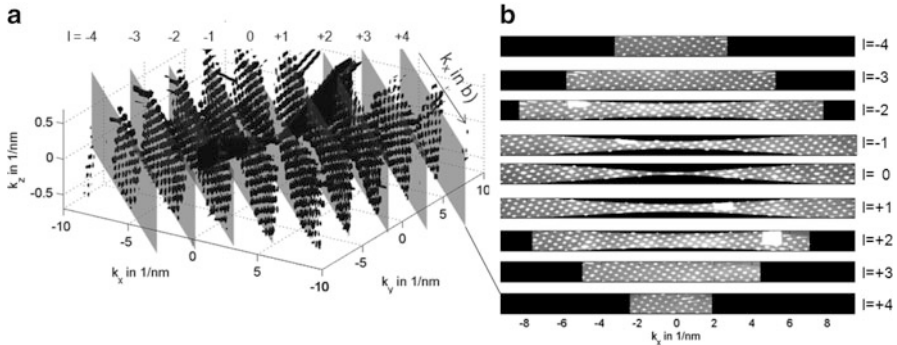 a
l = -4 -3 -2 -1 0 +1 +2 +3 +4
kx in b)
kz in 1/nm
0.5
0
-0.5
-10
-5
0
5
10
kx in 1/nm
-10
-5
0
5
10
ky in 1/nm
b
l=-4
l=-3
l=-2
l=-1
l= 0
l=+1
l=+2
l=+3
l=+4
-8 -6 -4 -2 0 2 4 6 8
kx in 1/nm